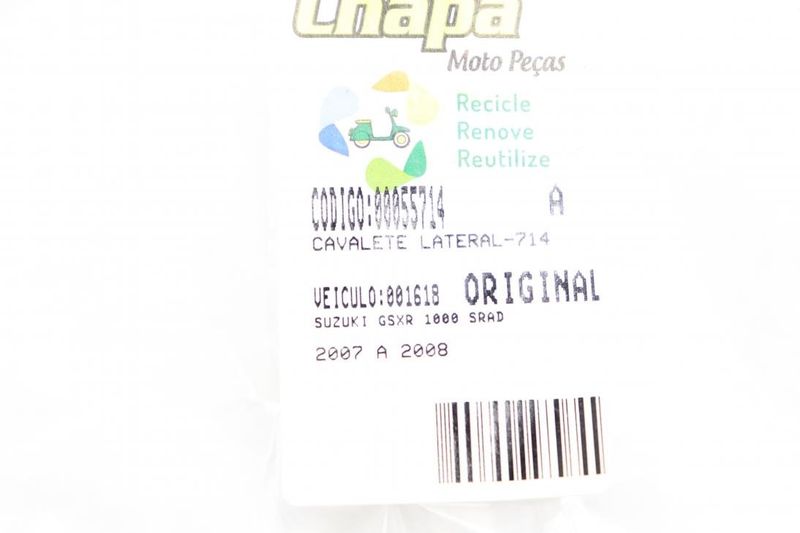 Chapa
Moto Peças
Recicle
Renove
Reutilize
CODIGO:00055714 A
CAVALETE LATERAL-714
VEICULO:001618 ORIGINAL
SUZUKI GSXR 1000 SRAD
2007 A 2008